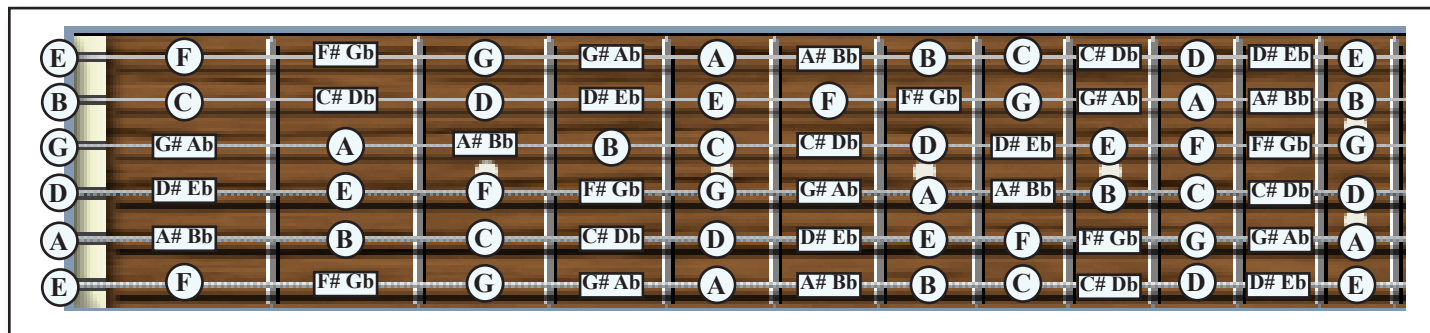 E F F# Gb G G# Ab A A# Bb B C C# Db D D# Eb E
B C C# Db D D# Eb E F F# Gb G G# Ab A A# Bb B
G G# Ab A A# Bb B C C# Db D D# Eb E F F# Gb G
D D# Eb E F F# Gb G G# Ab A A# Bb B C C# Db D
A A# Bb B C C# Db D D# Eb E F F# Gb G G# Ab A
E F F# Gb G G# Ab A A# Bb B C C# Db D D# Eb E